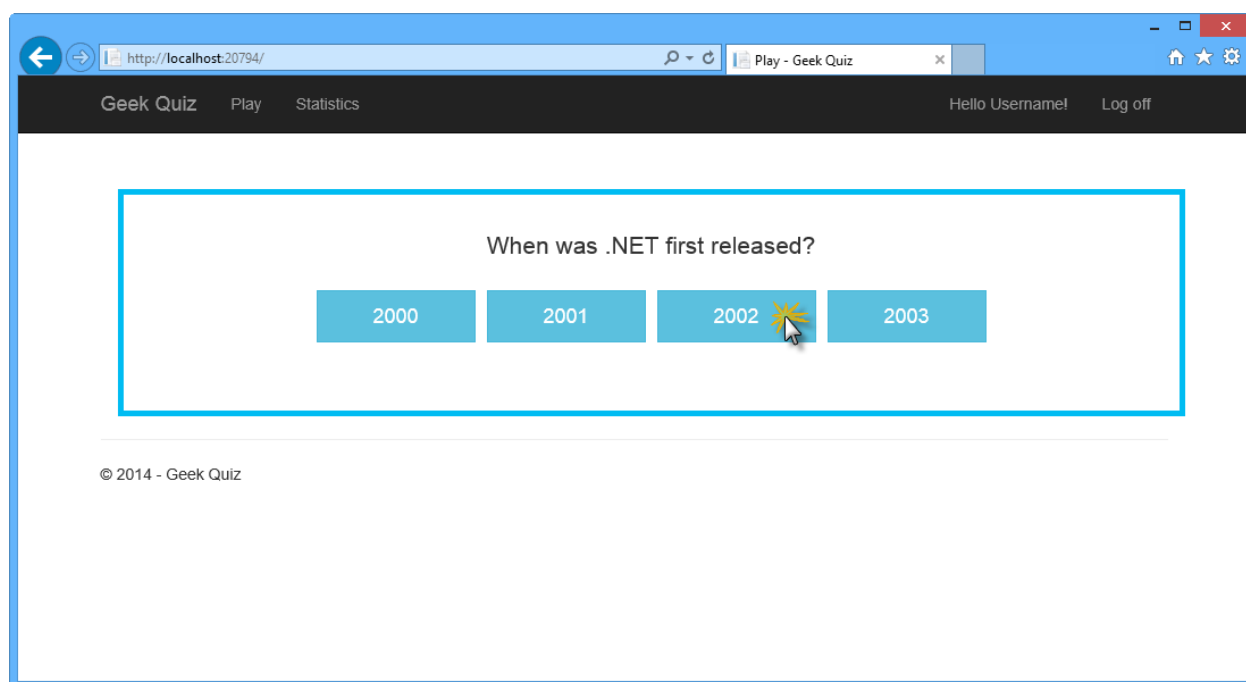 http://localhost:20794/
Play - Geek Quiz
Geek Quiz Play Statistics Hello Username! Log off
When was .NET first released?
2000 2001 2002 2003
© 2014 - Geek Quiz